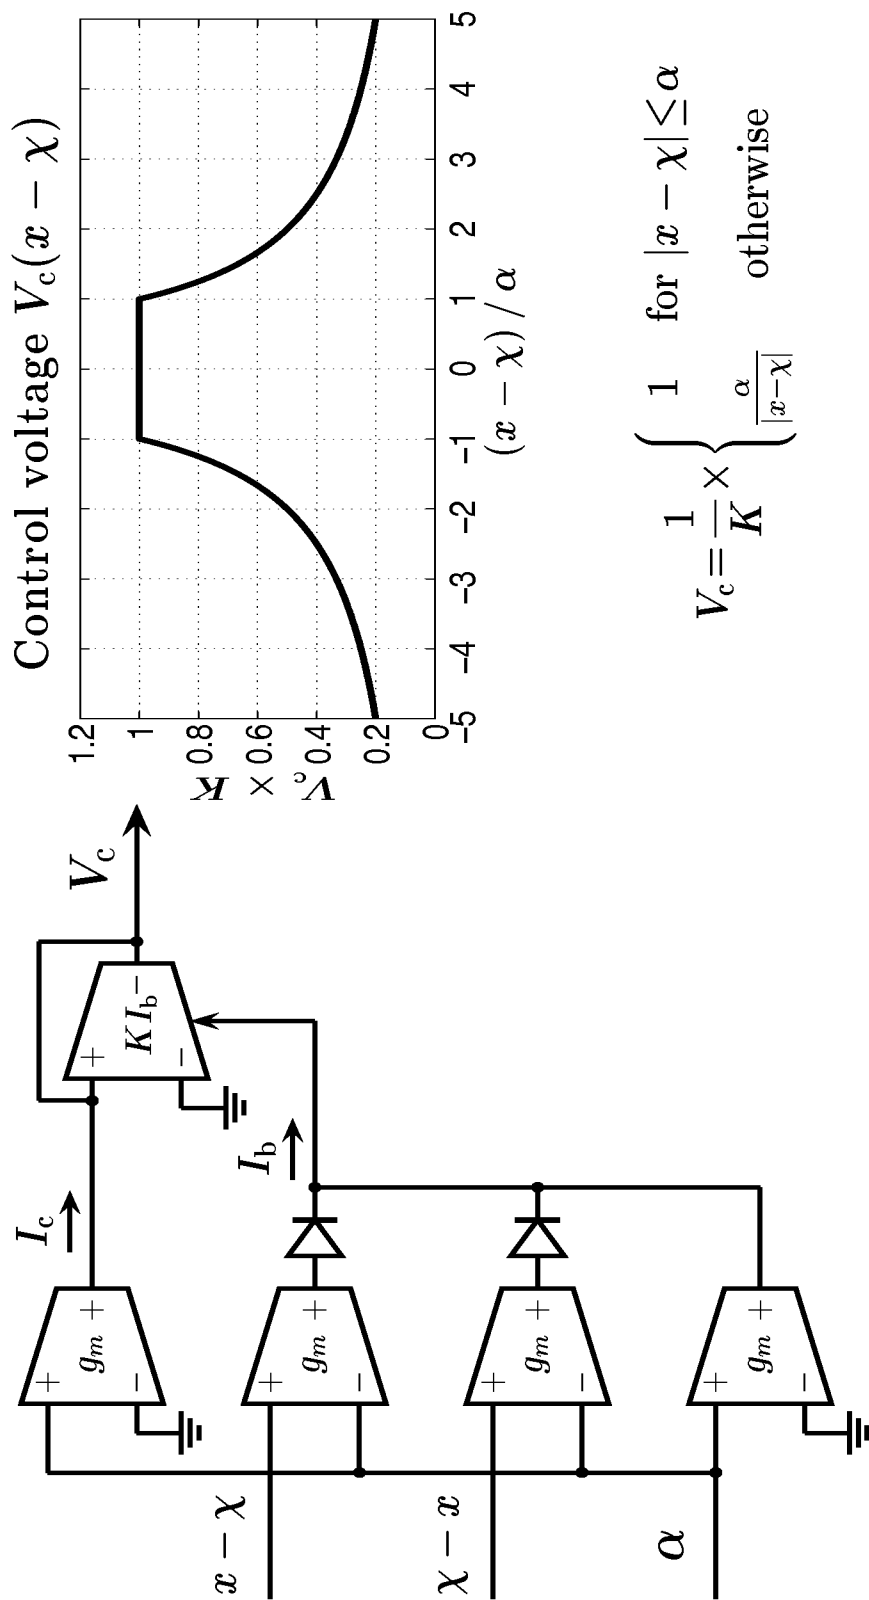 Control voltage V_c(x − χ)
V_c × K
1.2
1
0.8
0.6
0.4
0.2
0
−5 −4 −3 −2 −1 0 1 2 3 4 5
(x − χ) / α
V_c = 1/K × { 1 for |x − χ| ≤ α
α/|x−χ| otherwise
I_c
V_c
+ g_m +
−
+ K I_b −
−
I_b
x − χ
+ g_m +
−
χ − x
+ g_m +
−
α
+ g_m +
−